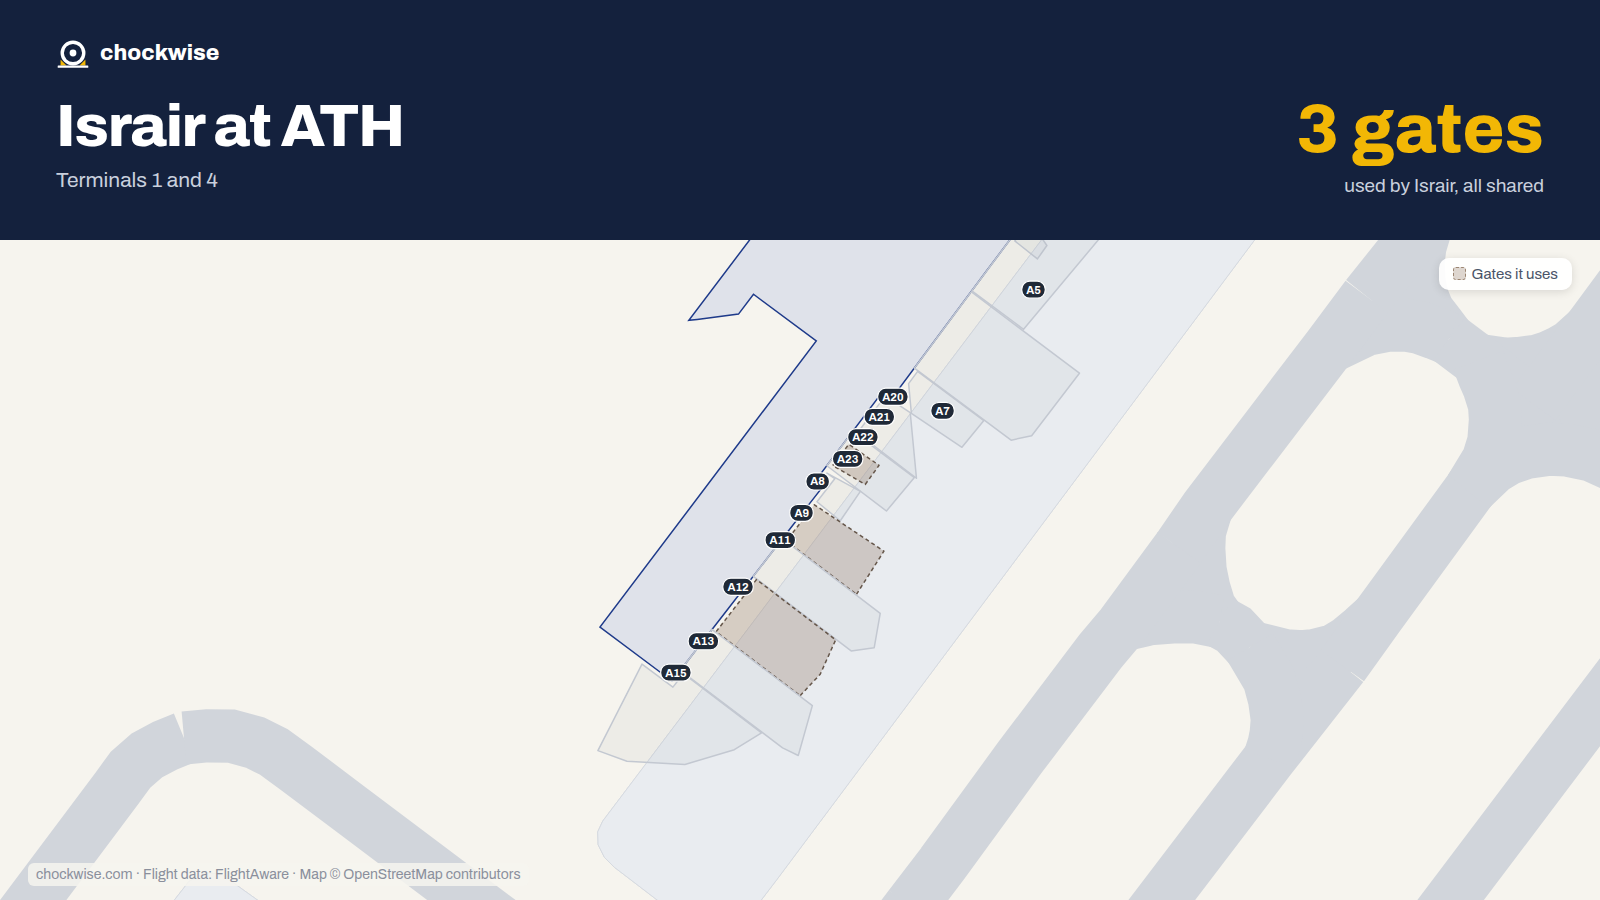 chockwise
Israir at ATH
Terminals 1 and 4
3 gates
used by Israir, all shared
Gates it uses
A5
A20
A7
A21
A22
A23
A8
A9
A11
A12
A13
A15
chockwise.com · Flight data: FlightAware · Map © OpenStreetMap contributors